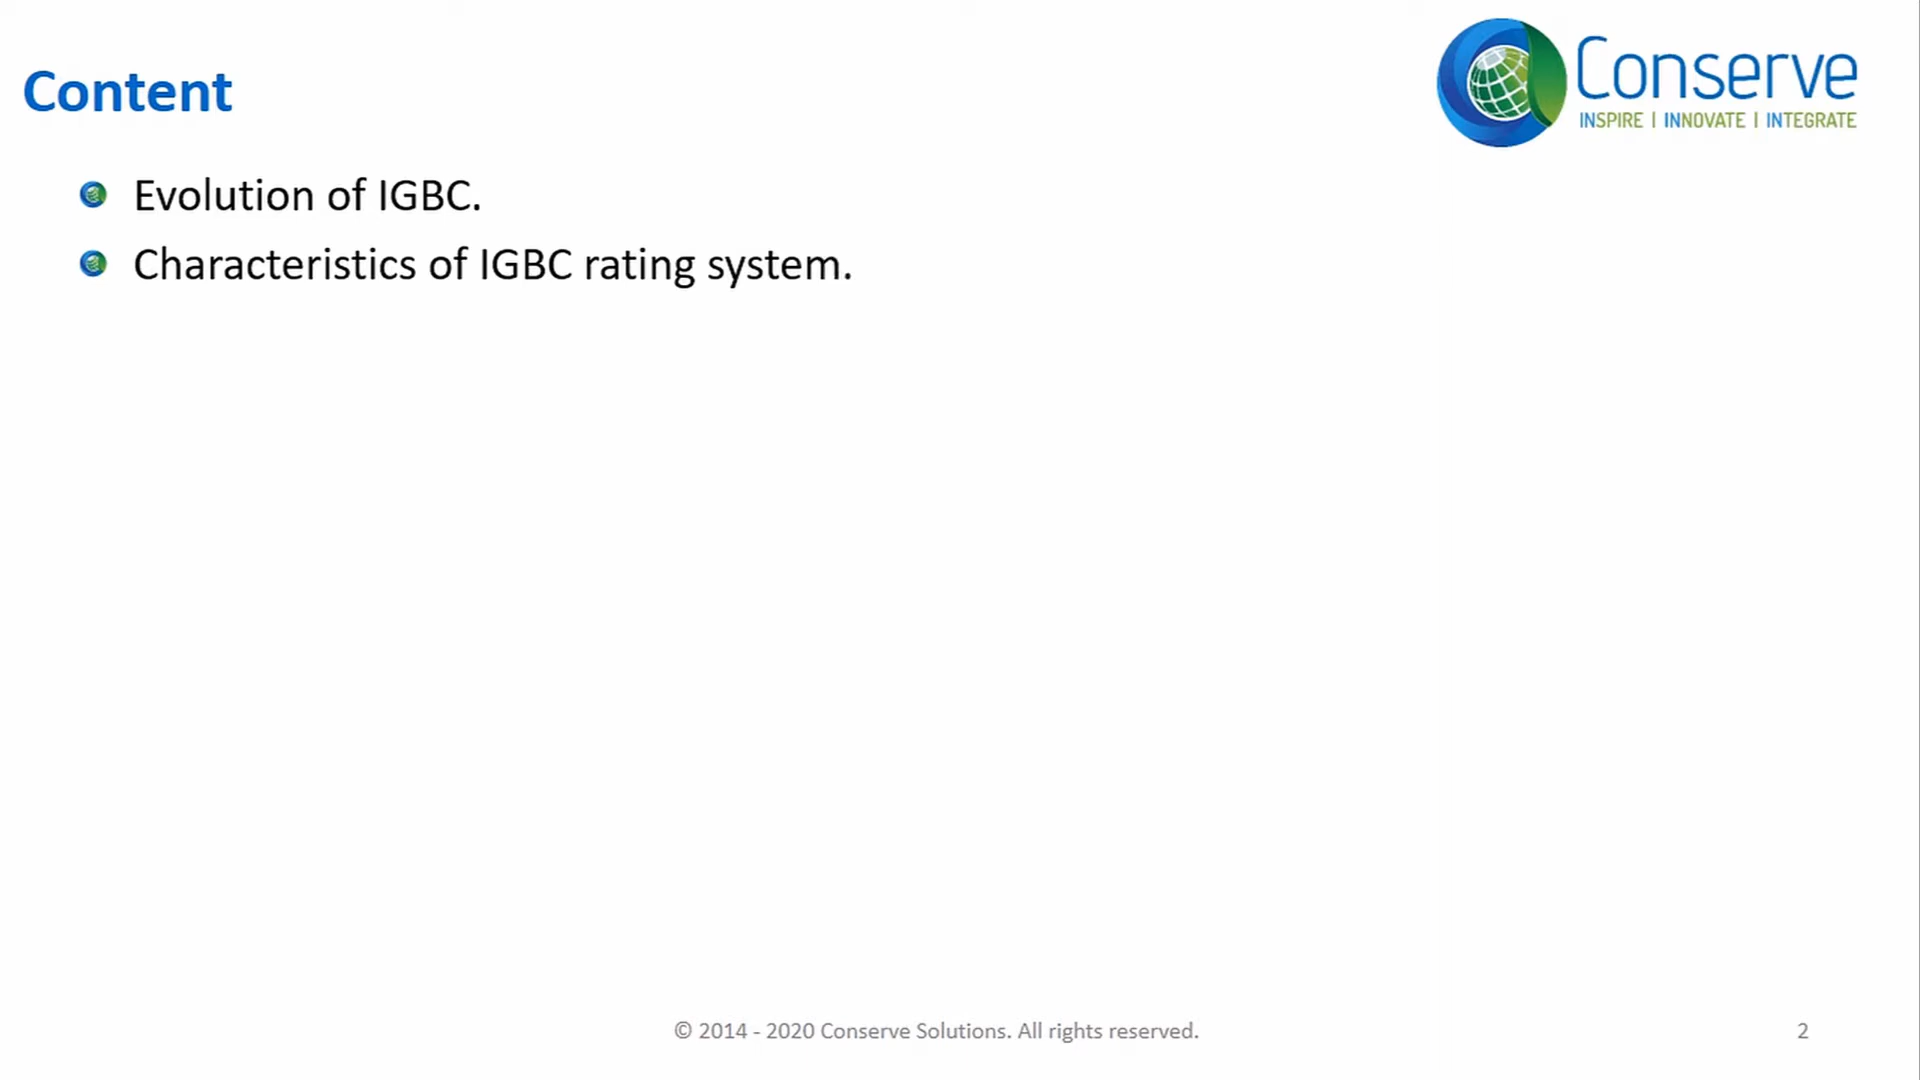 Content
Conserve
INSPIRE | INNOVATE | INTEGRATE
Evolution of IGBC.
Characteristics of IGBC rating system.
© 2014 - 2020 Conserve Solutions. All rights reserved.
2